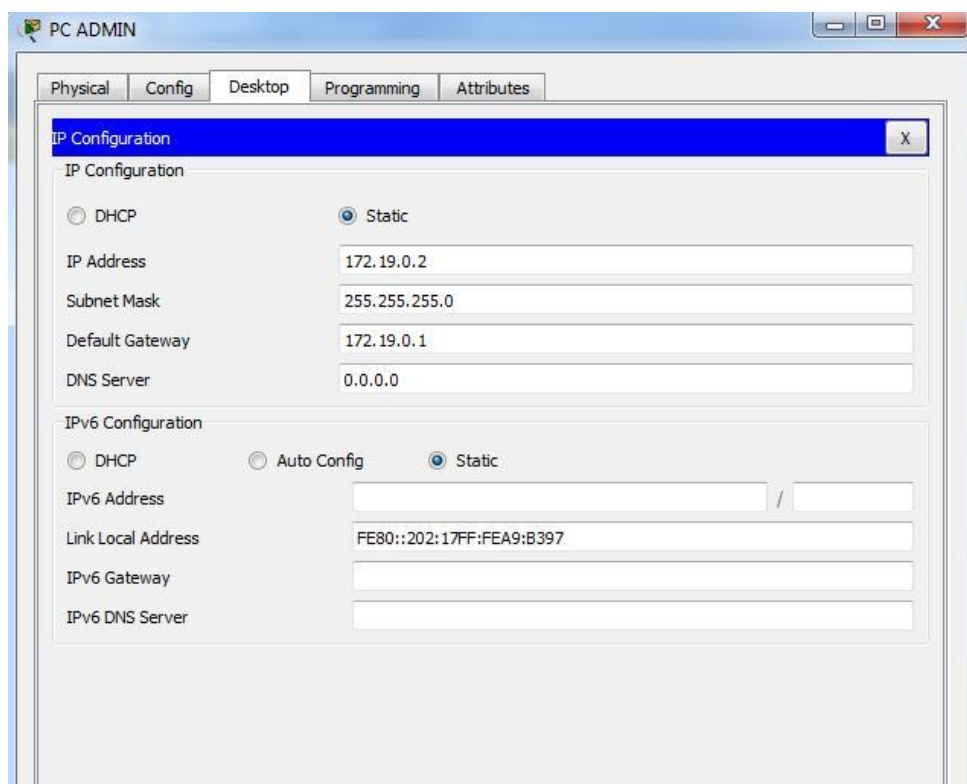 PC ADMIN
Physical Config Desktop Programming Attributes
IP Configuration X
IP Configuration
DHCP Static
IP Address 172.19.0.2
Subnet Mask 255.255.255.0
Default Gateway 172.19.0.1
DNS Server 0.0.0.0
IPv6 Configuration
DHCP Auto Config Static
IPv6 Address /
Link Local Address FE80::202:17FF:FEA9:B397
IPv6 Gateway
IPv6 DNS Server